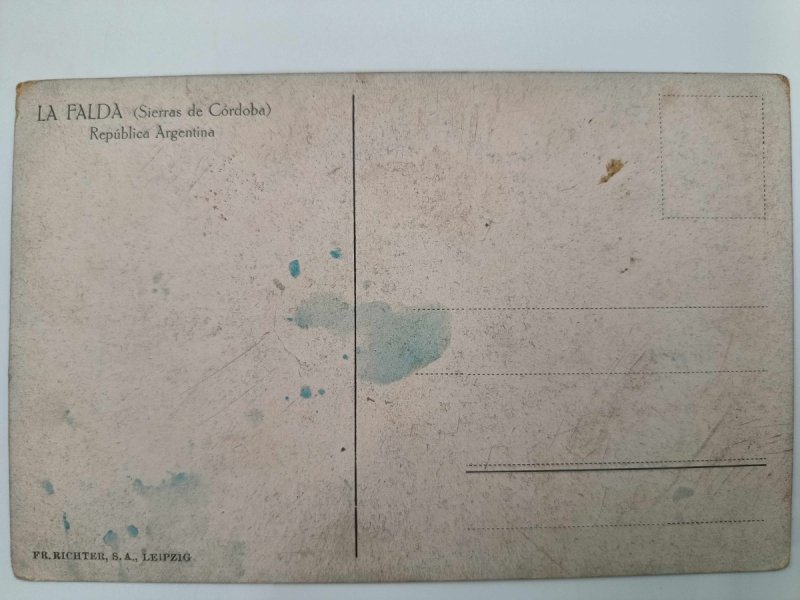 LA FALDA (Sierras de Córdoba)
República Argentina
FR. RICHTER, S. A., LEIPZIG